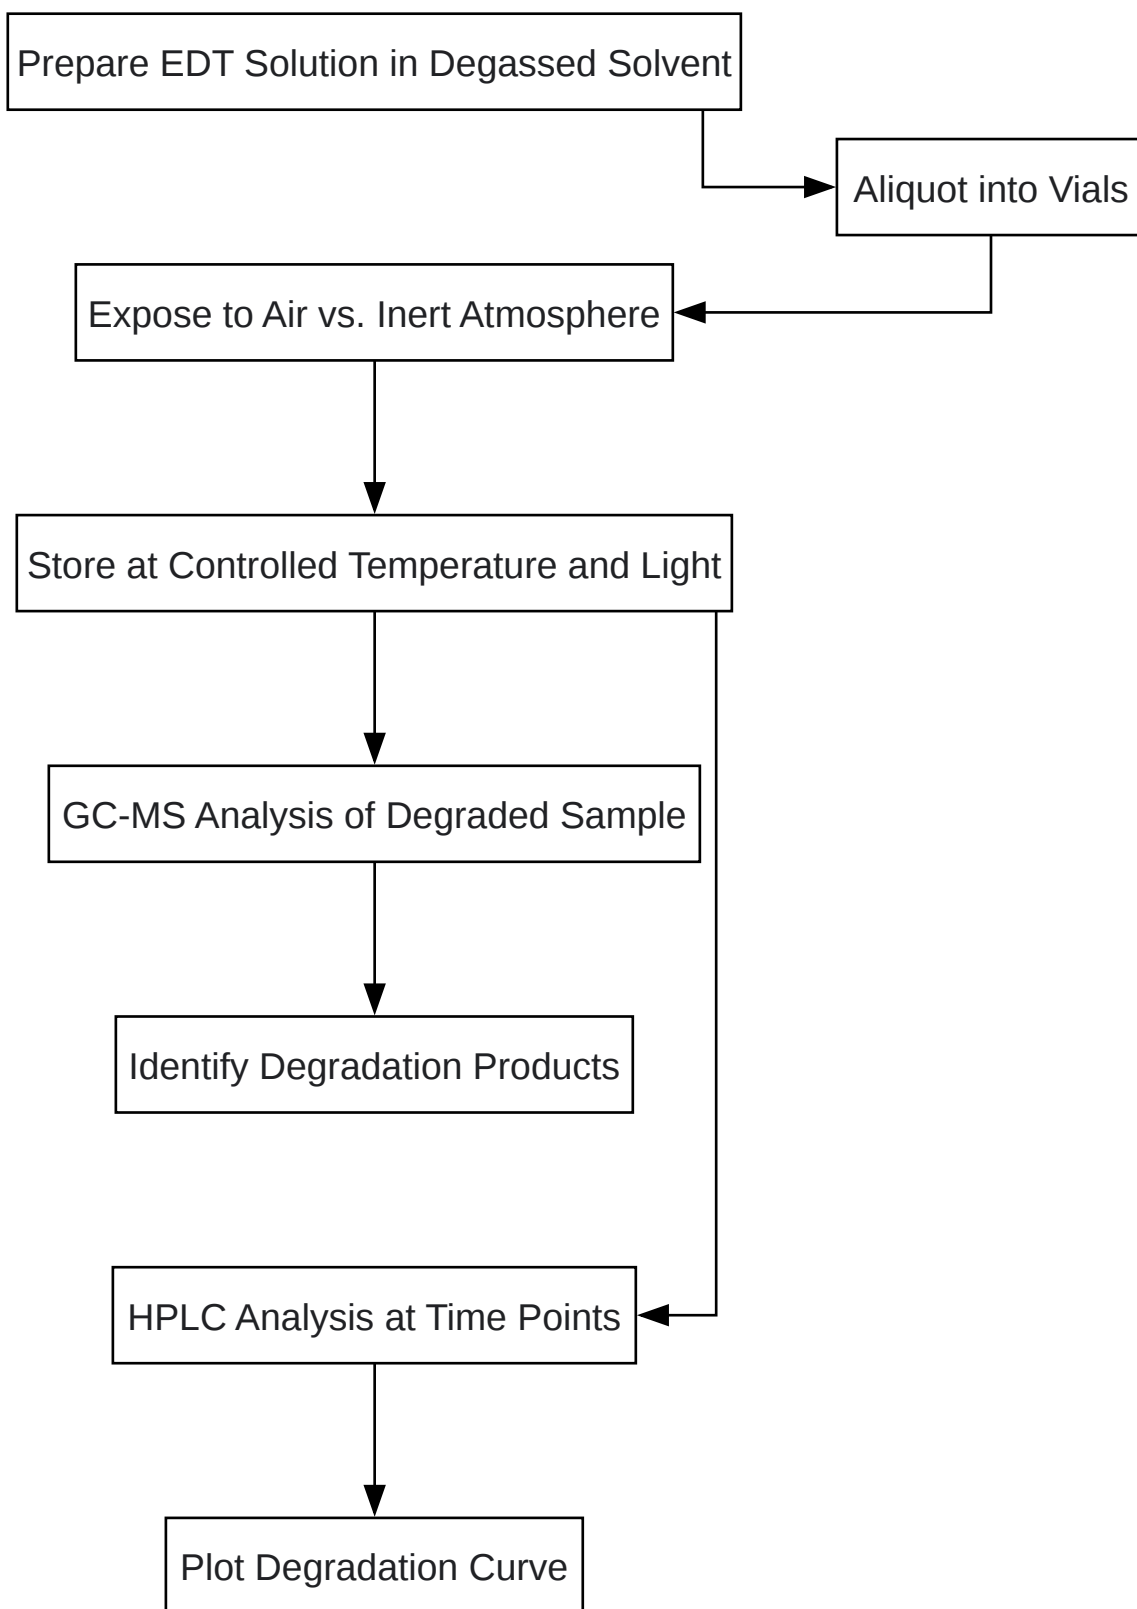 Prepare EDT Solution in Degassed Solvent
Aliquot into Vials
Expose to Air vs. Inert Atmosphere
Store at Controlled Temperature and Light
GC-MS Analysis of Degraded Sample
Identify Degradation Products
HPLC Analysis at Time Points
Plot Degradation Curve